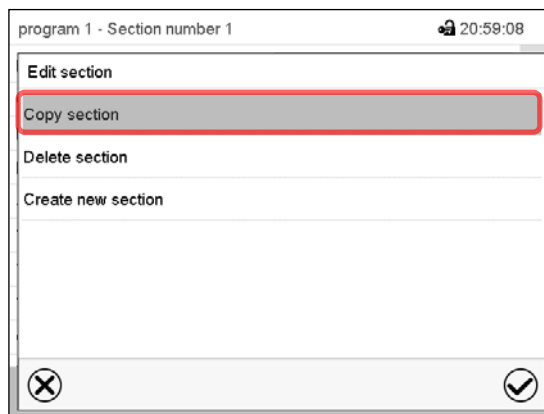 program 1 - Section number 1 20:59:08
Edit section
Copy section
Delete section
Create new section